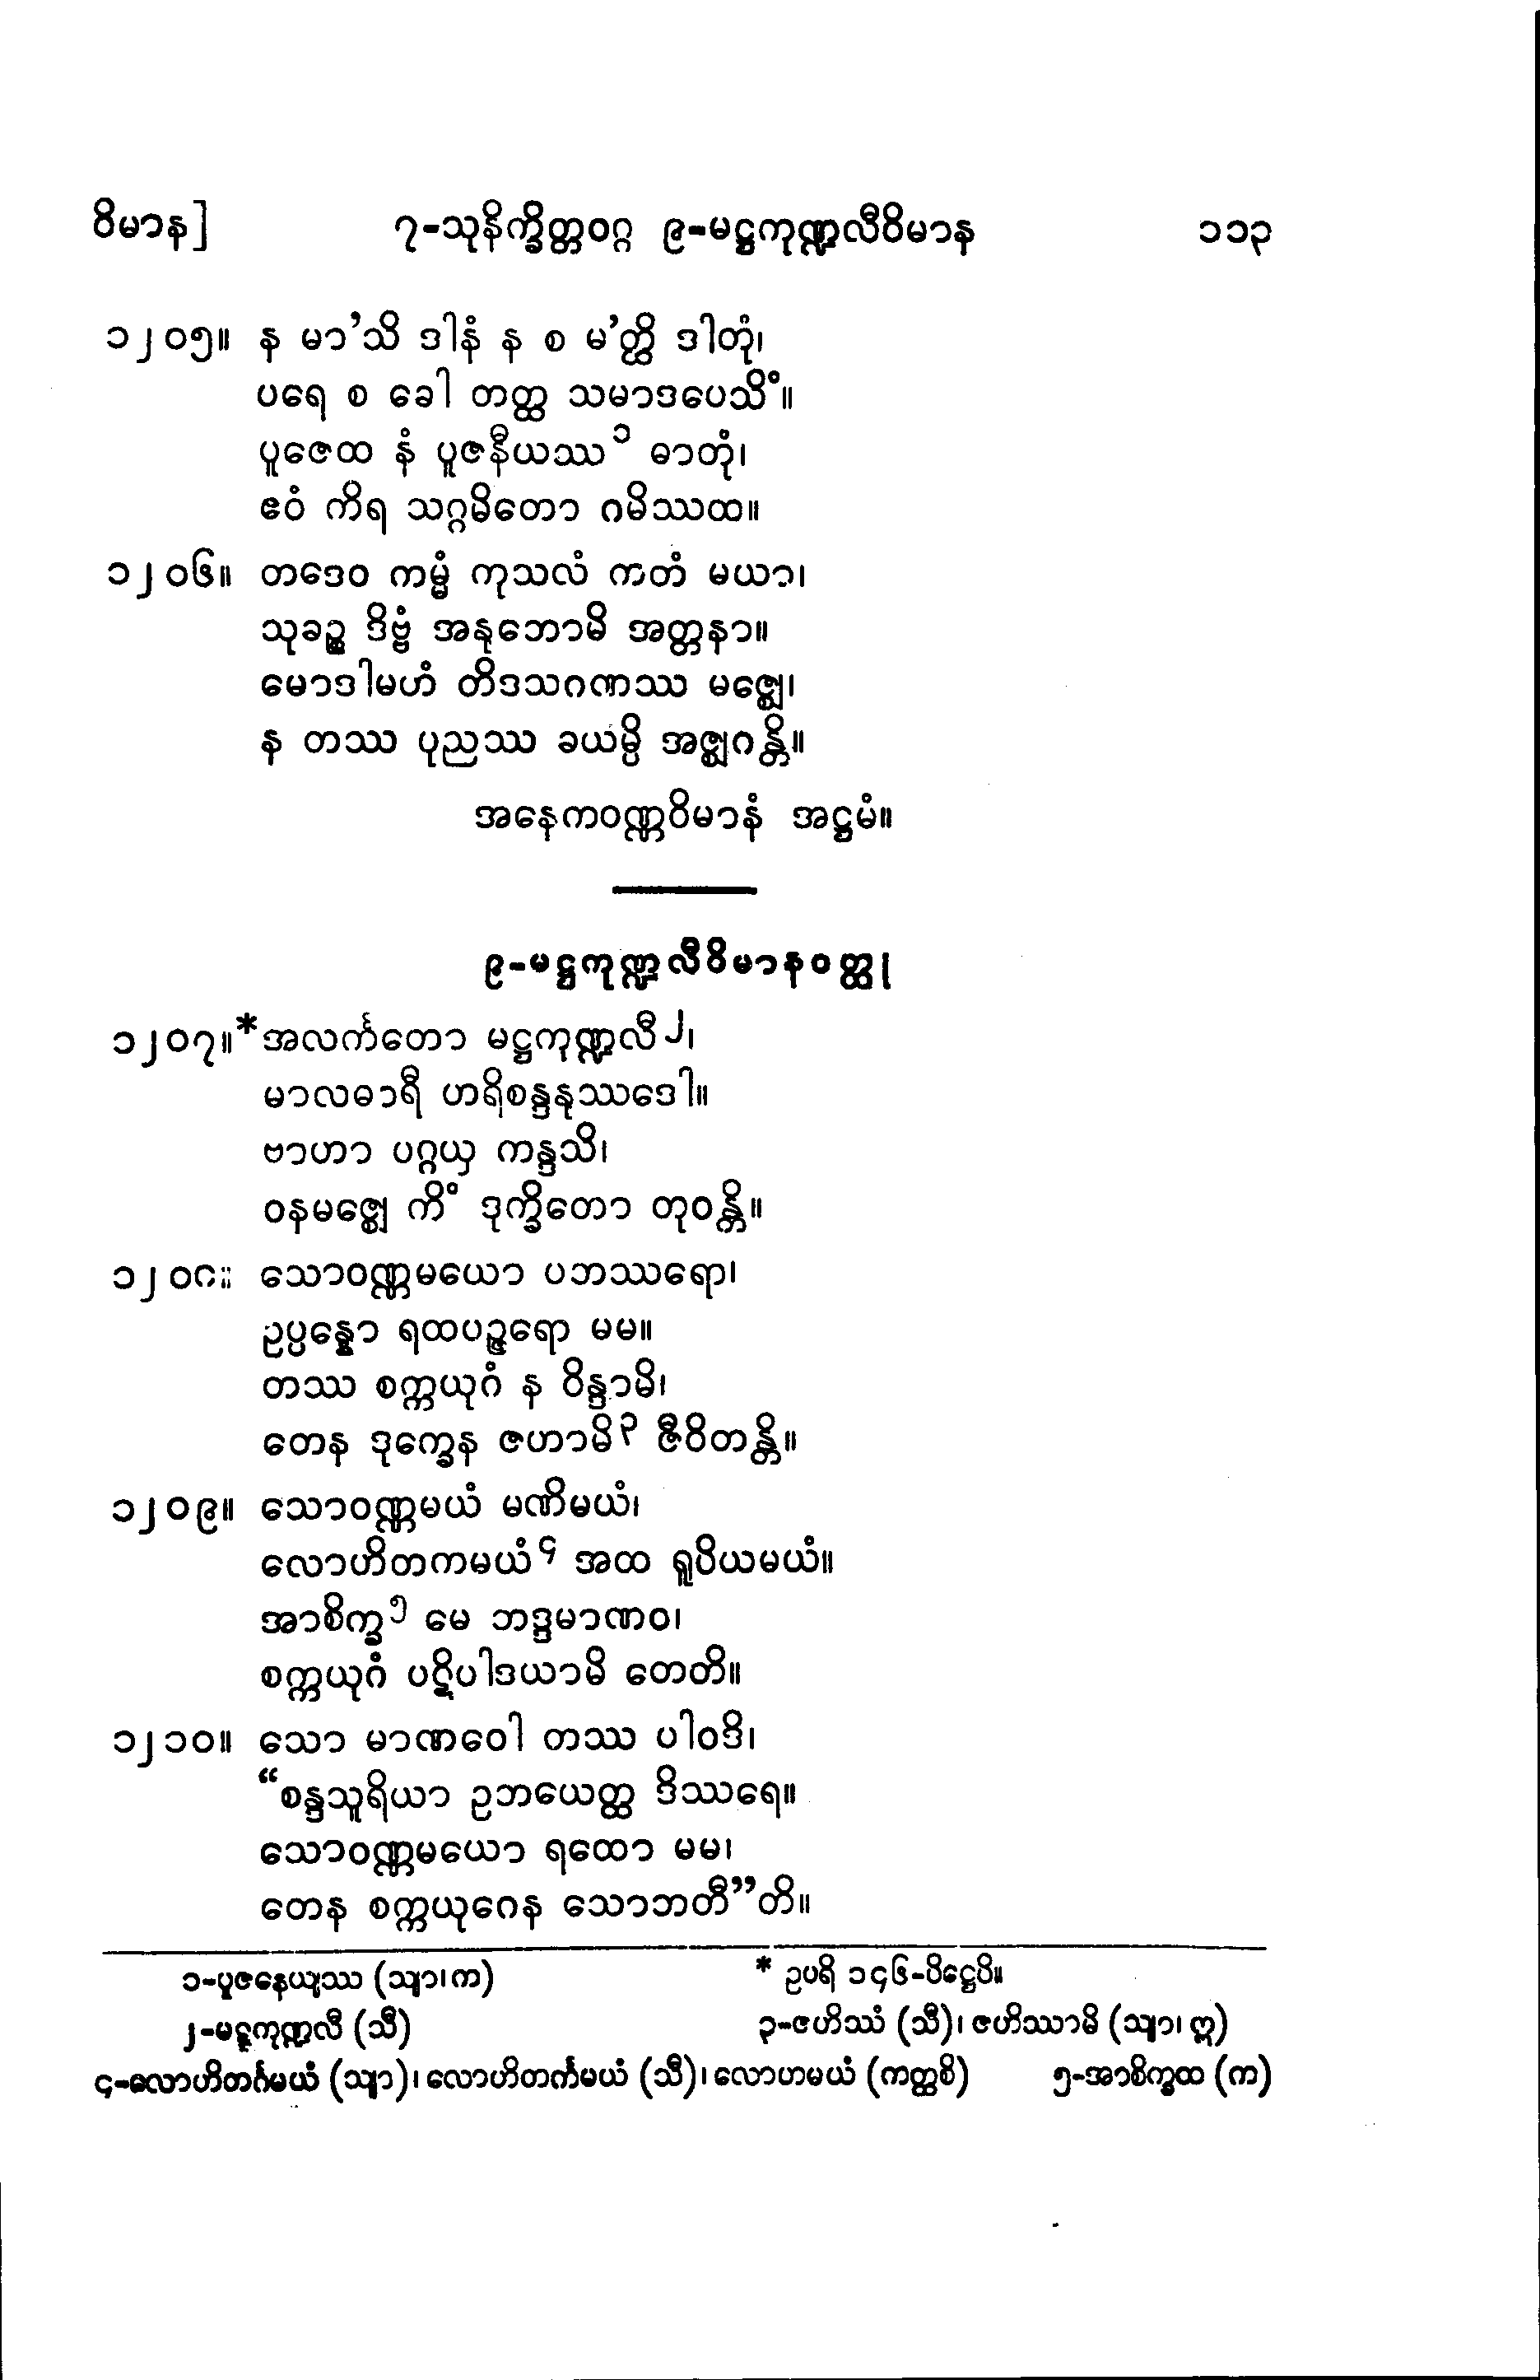 ဝိမာန]	၇-သုနိက္ခိတ္တဝဂ္ဂ ၉-မဋ္ဌကုဏ္ဍလီဝိမာန	၁၁၃
၁၂၀၅။ န မာ’သိ ဒါနံ န စ မ’တ္ထိ ဒါတုံ၊
ပရေ စ ခေါ တတ္ထ သမာဒပေသိံ။
ပူဇေထ နံ ပူဇနီယဿ၁ ဓာတုံ၊
ဧဝံ ကိရ သဂ္ဂမိတော ဂမိဿထ။
၁၂၀၆။ တဒေဝ ကမ္မံ ကုသလံ ကတံ မယာ၊
သုခဉ္စ ဒိဗ္ဗံ အနုဘောမိ အတ္တနာ။
မောဒါမဟံ တိဒသဂဏဿ မဇ္ဈေ၊
န တဿ ပုညဿ ခယမ္ပိ အဇ္ဈဂန္တိ။
အနေကဝဏ္ဏဝိမာနံ အဋ္ဌမံ။
၉-မဋ္ဌကုဏ္ဍလီဝိမာနဝတ္ထု
၁၂၀၇။*အလင်္ကတော မဋ္ဌကုဏ္ဍလီ၂၊
မာလဓာရီ ဟရိစန္ဒနုဿဒေါ။
ဗာဟာ ပဂ္ဂယှ ကန္ဒသိ၊
ဝနမဇ္ဈေ ကိံ ဒုက္ခိတော တုဝန္တိ။
၁၂၀၈။ သောဝဏ္ဏမယော ပဘဿရော၊
ဥပ္ပန္နော ရထပဉ္ဇရော မမ။
တဿ စက္ကယုဂံ န ဝိန္ဒာမိ၊
တေန ဒုက္ခေန ဇဟာမိ၃ ဇီဝိတန္တိ။
၁၂၀၉။ သောဝဏ္ဏမယံ မဏိမယံ၊
လောဟိတကမယံ၄ အထ ရူပိယမယံ။
အာစိက္ခ၅ မေ ဘဒ္ဒမာဏဝ၊
စက္ကယုဂံ ပဋိပါဒယာမိ တေတိ။
၁၂၁၀။ သော မာဏဝေါ တဿ ပါဝဒိ၊
“စန္ဒသူရိယာ ဥဘယေတ္ထ ဒိဿရေ။
သောဝဏ္ဏမယော ရထော မမ၊
တေန စက္ကယုဂေန သောဘတီ”တိ။
၁-ပူဇနေယျဿ (သျာ၊က)	* ဥပရိ ၁၄၆-ပိဋ္ဌေပိ။
၂-မဋ္ဋကုဏ္ဍလီ (သီ)	၃-ဇဟိဿံ (သီ)၊ ဇဟိဿာမိ (သျာ၊ ဣ)
၄-လောဟိတင်္ဂမယံ (သျာ)၊ လောဟိတင်္ကမယံ (သီ)၊ လောဟမယံ (ကတ္ထစိ)	၅-အာစိက္ခထ (က)